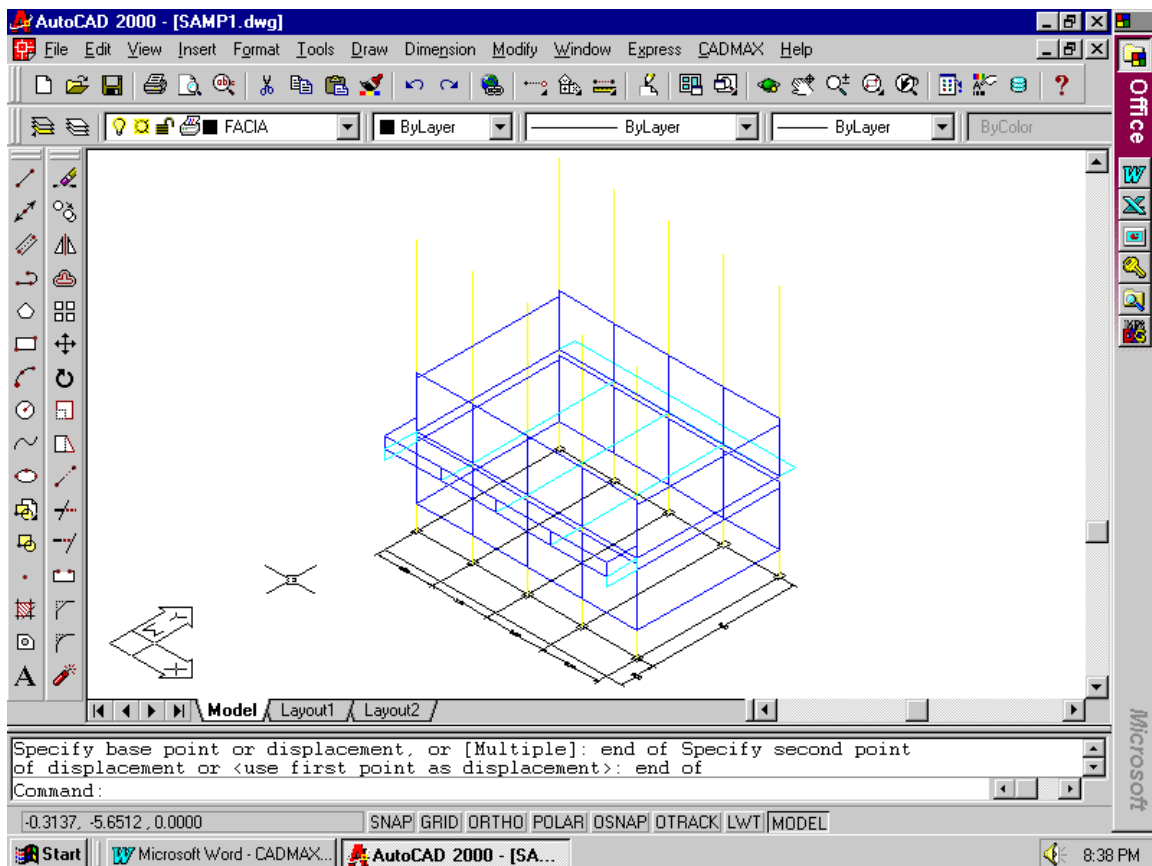 AutoCAD 2000 - [SAMP1.dwg]
File Edit View Insert Format Tools Draw Dimension Modify Window Express CADMAX Help
FACIA ByLayer ByLayer ByLayer ByColor
Office
Y
W
X
A
Model Layout1 Layout2
Specify base point or displacement, or [Multiple]: end of Specify second point
of displacement or <use first point as displacement>: end of
Command:
-0.3137, -5.6512 , 0.0000 SNAP GRID ORTHO POLAR OSNAP OTRACK LWT MODEL
Microsoft
Start Microsoft Word - CADMAX... AutoCAD 2000 - [SA... 8:38 PM